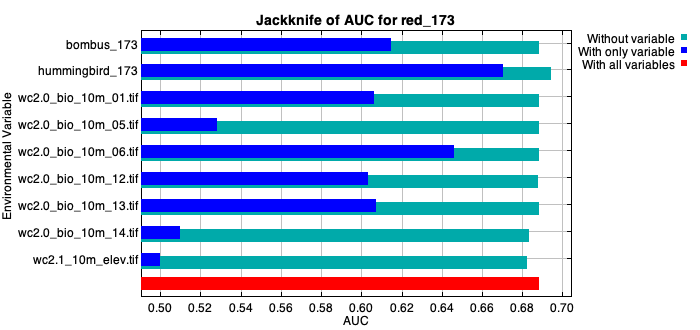 Jackknife of AUC for red_173
Without variable
With only variable
With all variables
Environmental Variable
bombus_173
hummingbird_173
wc2.0_bio_10m_01.tif
wc2.0_bio_10m_05.tif
wc2.0_bio_10m_06.tif
wc2.0_bio_10m_12.tif
wc2.0_bio_10m_13.tif
wc2.0_bio_10m_14.tif
wc2.1_10m_elev.tif
0.50 0.52 0.54 0.56 0.58 0.60 0.62 0.64 0.66 0.68 0.70
AUC